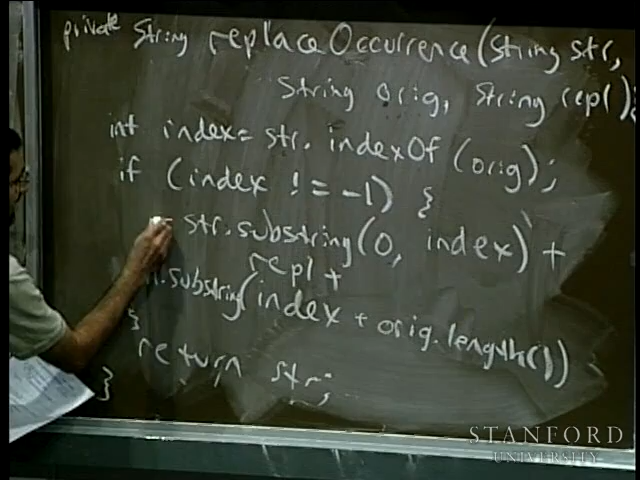 private String replaceOccurrence(String str,
String orig, String repl){
int index = str.indexOf(orig);
if (index != -1) {
str.substring(0, index) +
repl +
.substring(index + orig.length())
}
return str;
}
STANFORD
UNIVERSITY